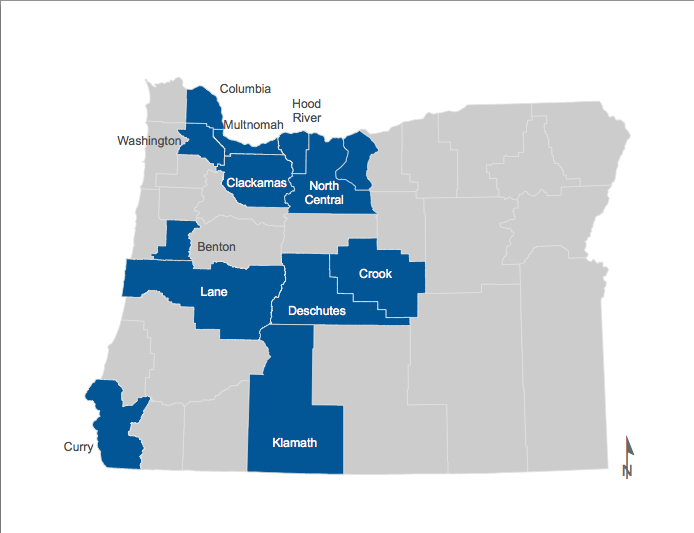 Columbia
Hood
River
Multnomah
Washington
Clackamas
North
Central
Benton
Crook
Lane
Deschutes
Klamath
Curry
N